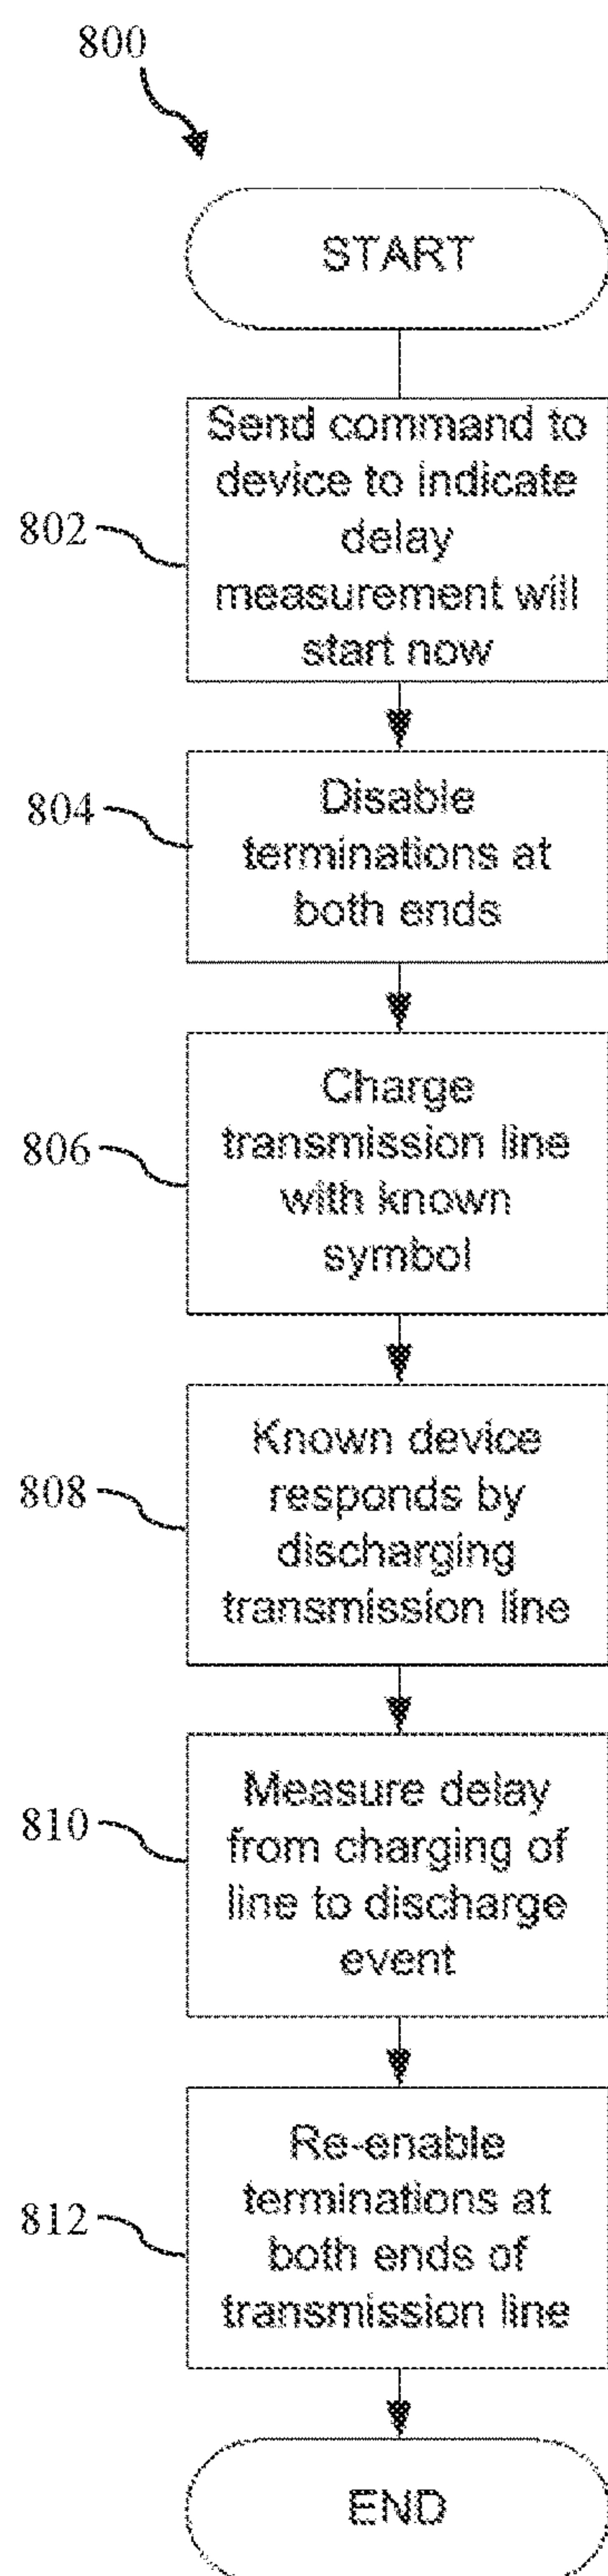 800
START
Send command to
device to indicate
delay
measurement will
start now
802
Disable
terminations at
both ends
804
Charge
transmission line
with known
symbol
806
Known device
responds by
discharging
transmission line
808
Measure delay
from charging of
line to discharge
event
810
Re-enable
terminations at
both ends of
transmission line
812
END